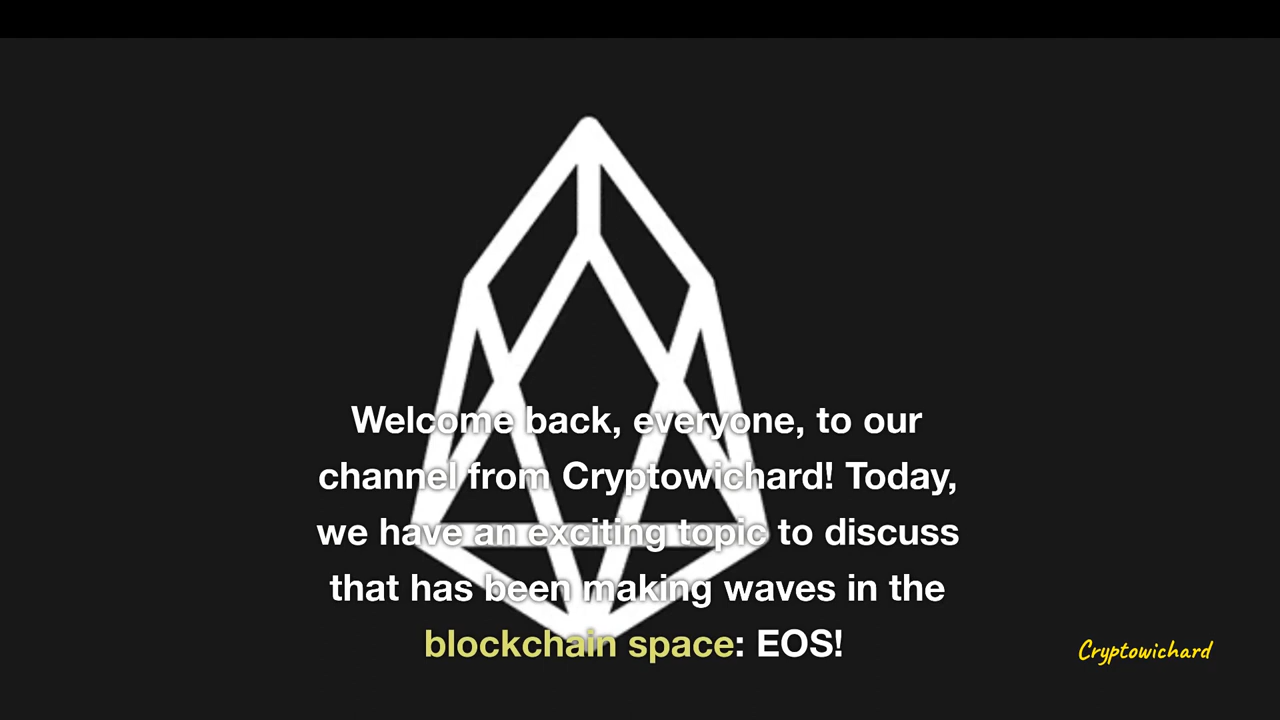 Welcome back, everyone, to our
channel from Cryptowichard! Today,
we have an exciting topic to discuss
that has been making waves in the
blockchain space: EOS!
Cryptowichard